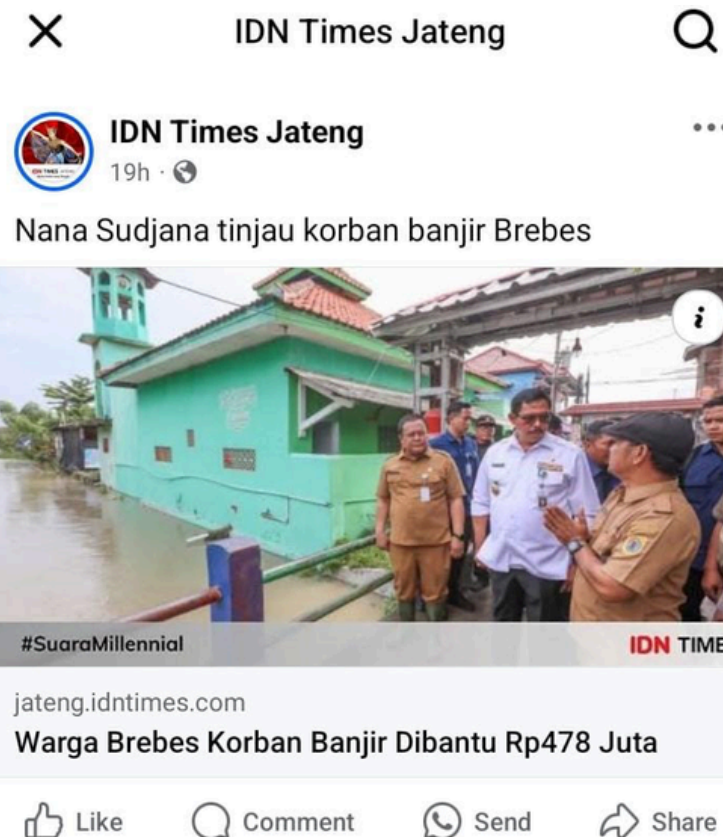 IDN Times Jateng
IDN Times Jateng
19h
Nana Sudjana tinjau korban banjir Brebes
#SuaraMillennial
IDN TIME
jateng.idntimes.com
Warga Brebes Korban Banjir Dibantu Rp478 Juta
Like
Comment
Send
Share